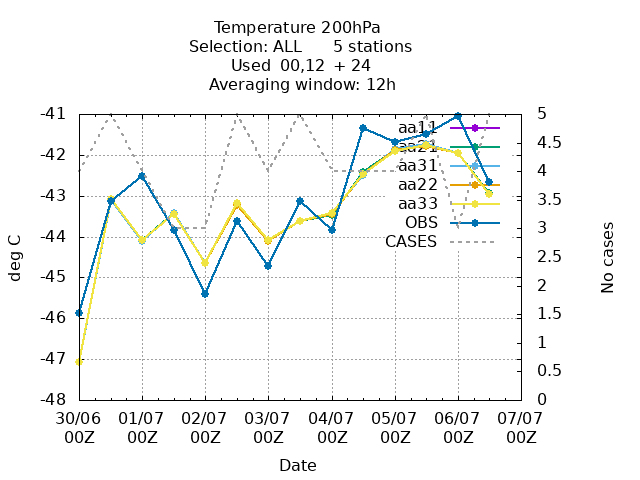 Temperature 200hPa
Selection: ALL 5 stations
Used 00,12 + 24
Averaging window: 12h
-41
-42
-43
-44
-45
-46
-47
-48
deg C
5
4.5
4
3.5
3
2.5
2
1.5
1
0.5
0
No cases
aa11
aa21
aa31
aa22
aa33
OBS
CASES
30/06 01/07 02/07 03/07 04/07 05/07 06/07 07/07
00Z 00Z 00Z 00Z 00Z 00Z 00Z 00Z
Date